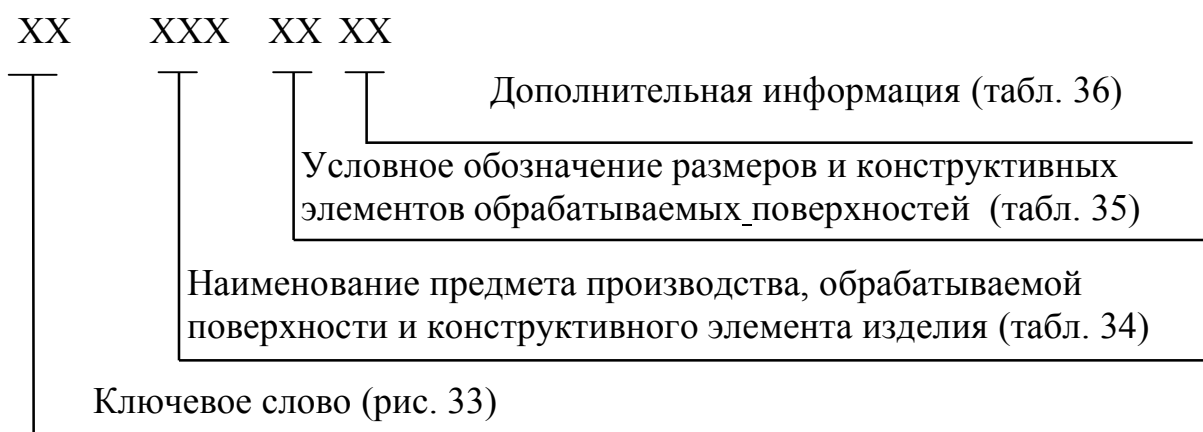 XX XXX XX XX
Дополнительная информация (табл. 36)
Условное обозначение размеров и конструктивных
элементов обрабатываемых поверхностей (табл. 35)
Наименование предмета производства, обрабатываемой
поверхности и конструктивного элемента изделия (табл. 34)
Ключевое слово (рис. 33)